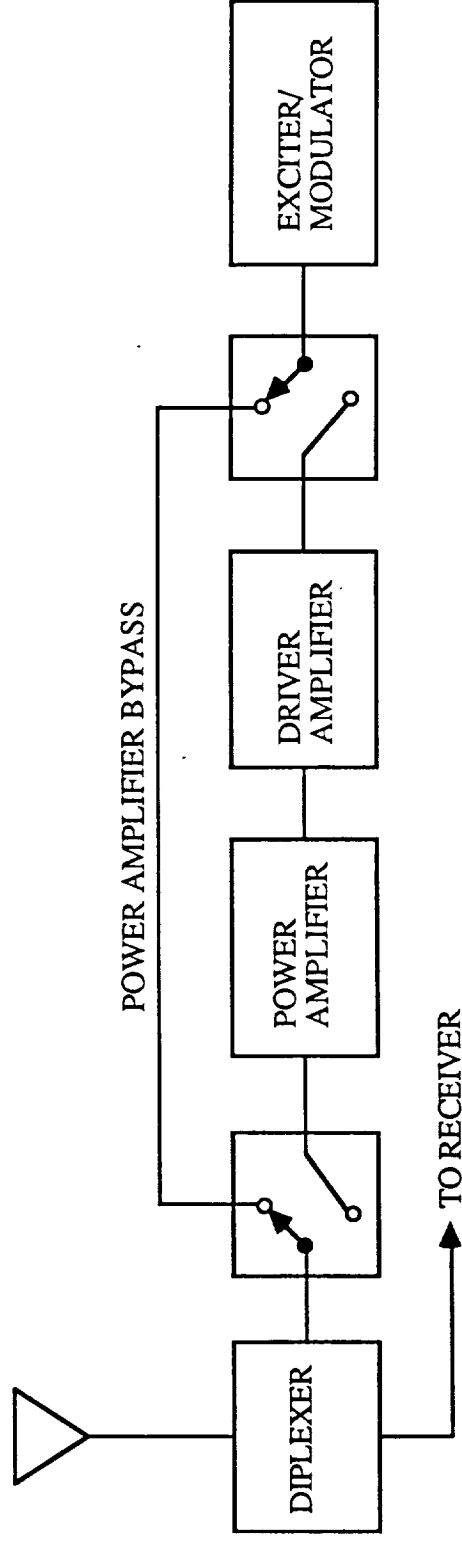 POWER AMPLIFIER BYPASS
DIPLEXER
POWER
AMPLIFIER
DRIVER
AMPLIFIER
EXCITER/
MODULATOR
TO RECEIVER